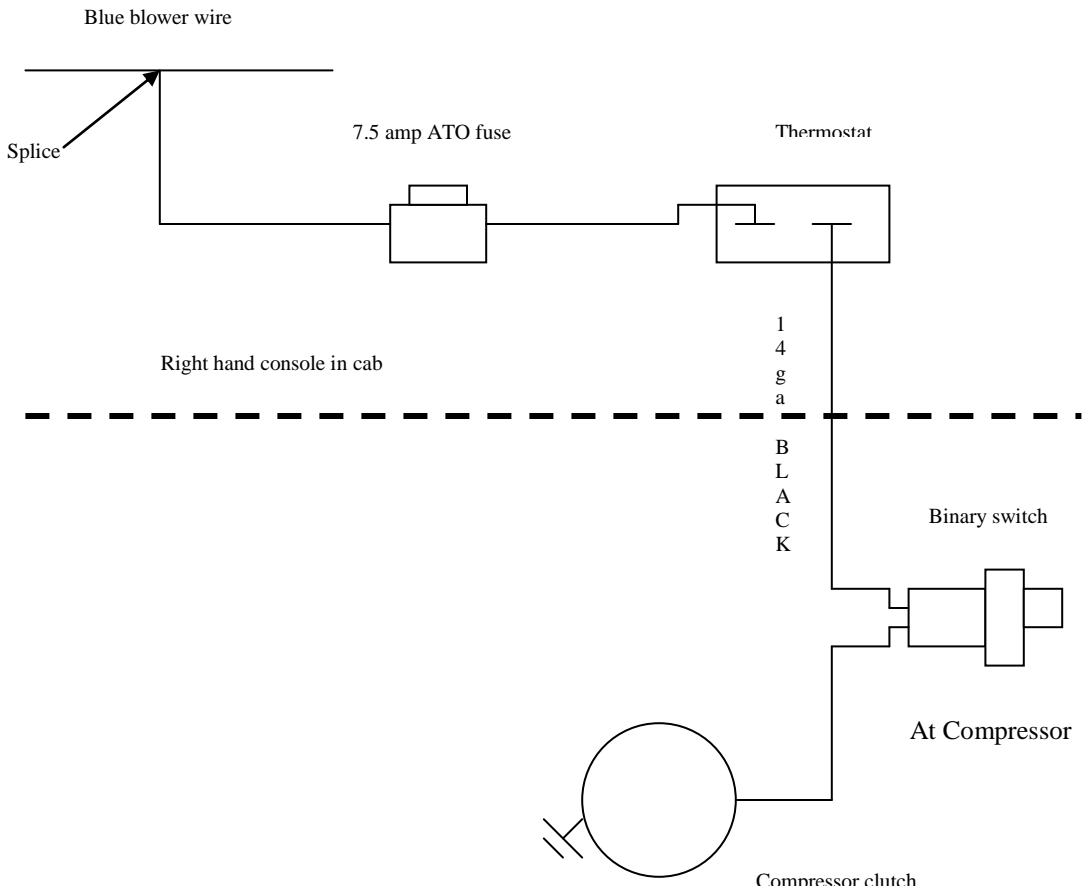 Blue blower wire
Splice
7.5 amp ATO fuse
Thermostat
Right hand console in cab
1
4
g
a
B
L
A
C
K
Binary switch
At Compressor
Compressor clutch